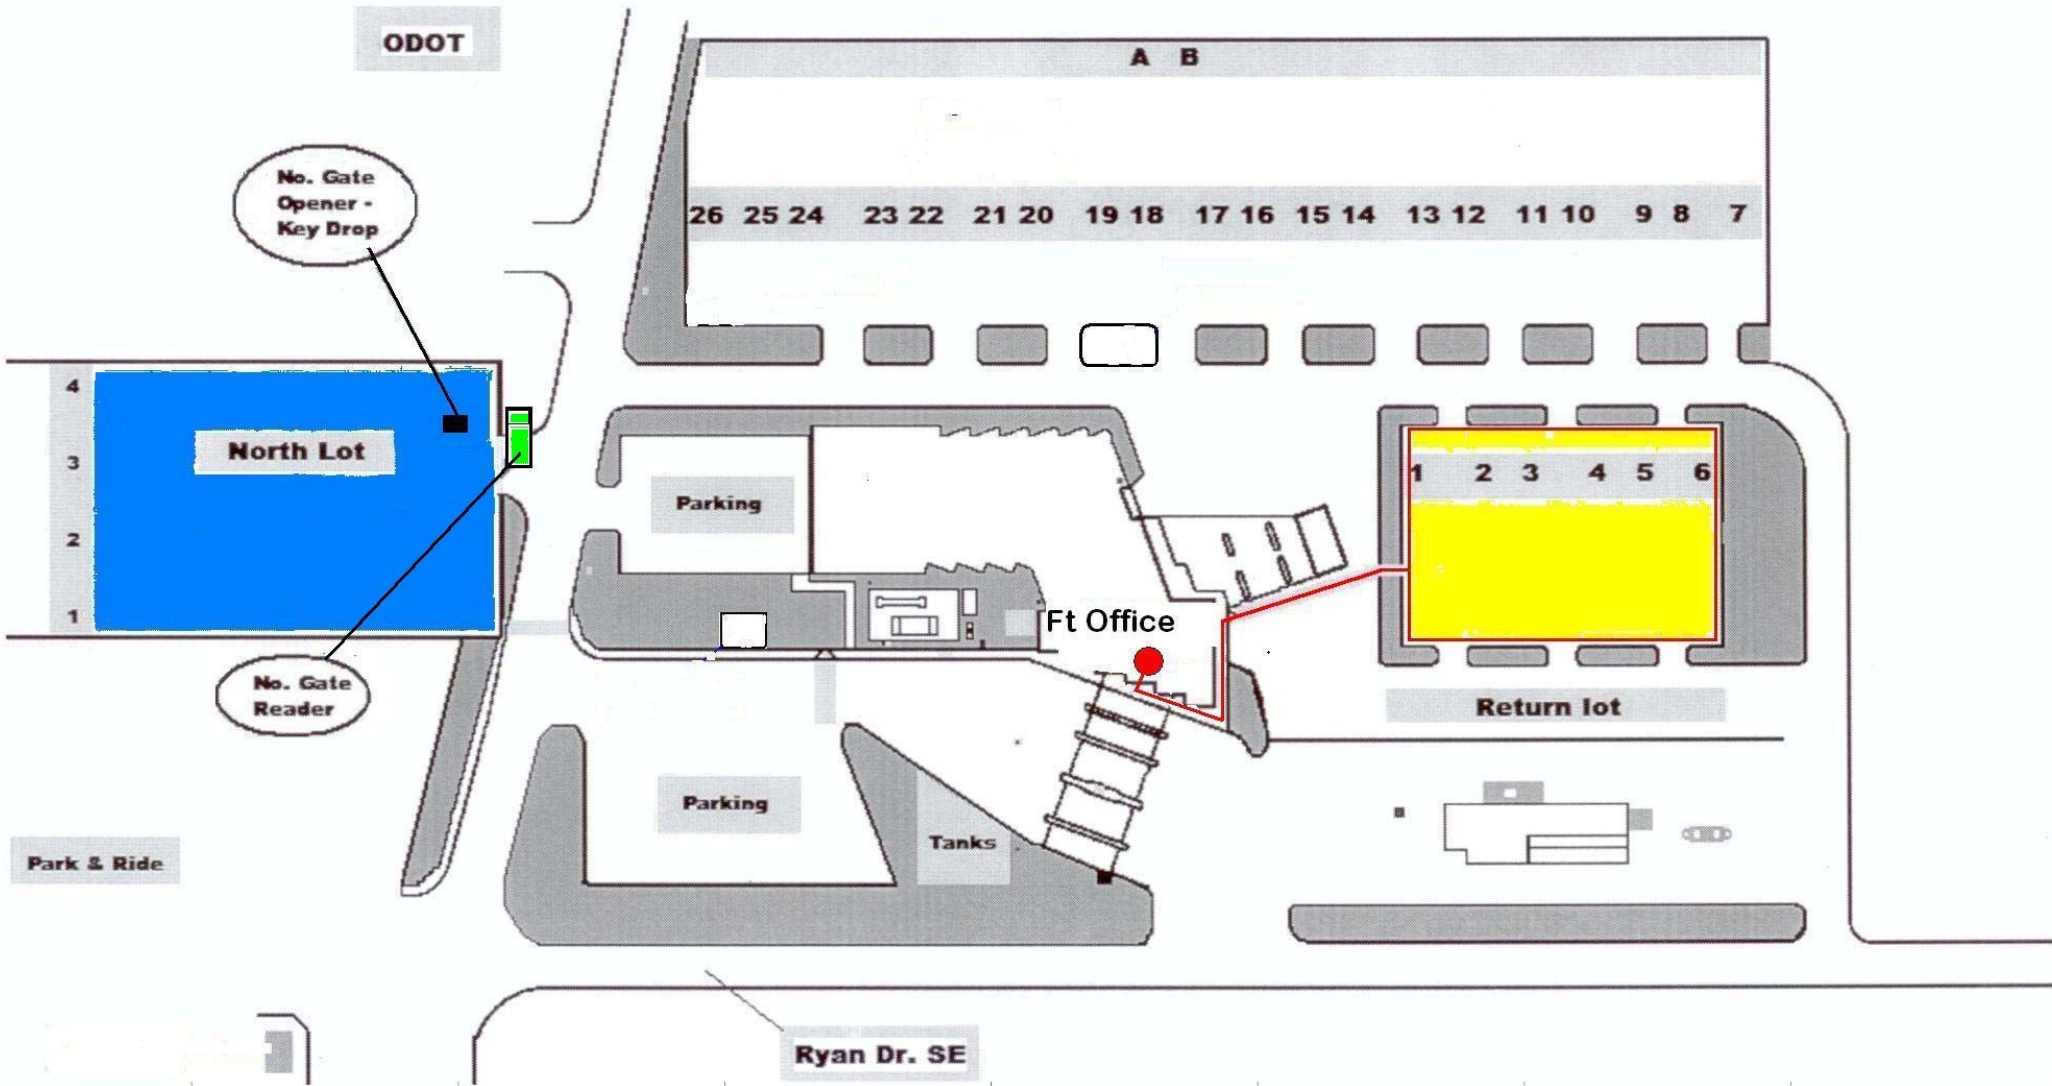 ODOT
A B
No. Gate
Opener -
Key Drop
26 25 24 23 22 21 20 19 18 17 16 15 14 13 12 11 10 9 8 7
4
3
2
1
North Lot
Parking
1 2 3 4 5 6
Ft Office
No. Gate
Reader
Return lot
Parking
Tanks
Park & Ride
Ryan Dr. SE